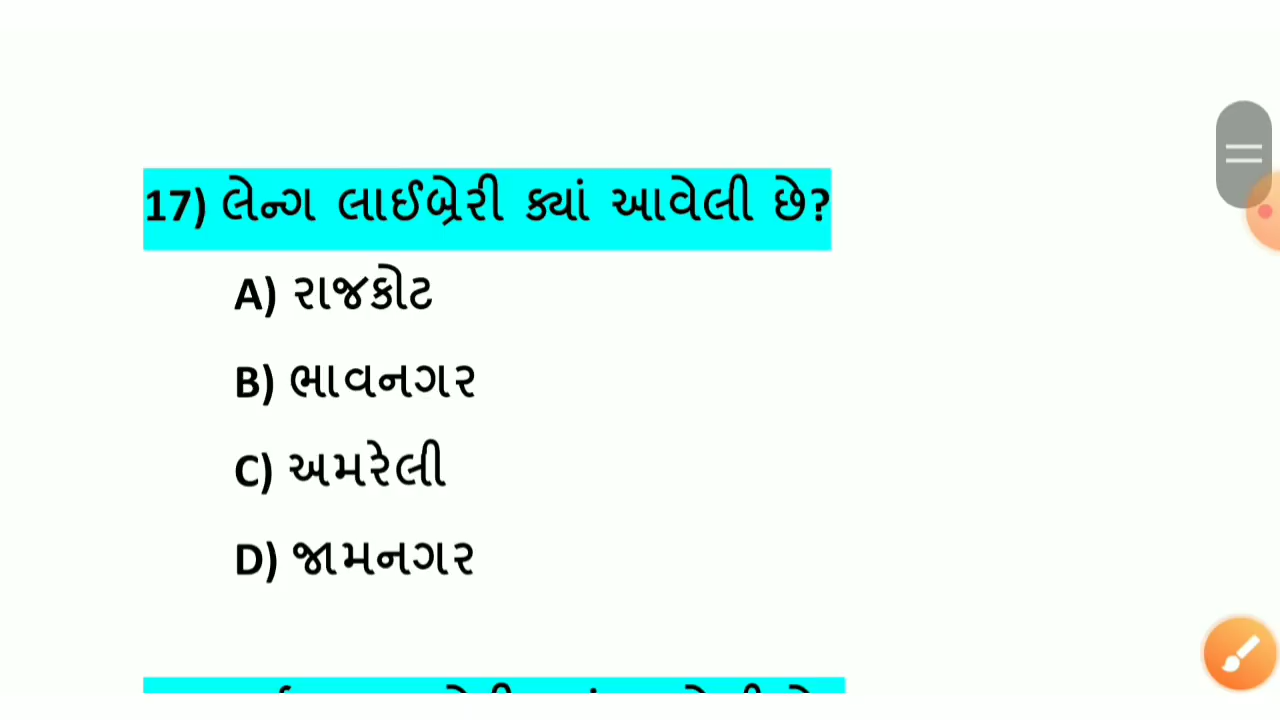 17) લેન્ગ લાઈબ્રેરી ક્યાં આવેલી છે?
A) રાજકોટ
B) ભાવનગર
C) અમરેલી
D) જામનગર